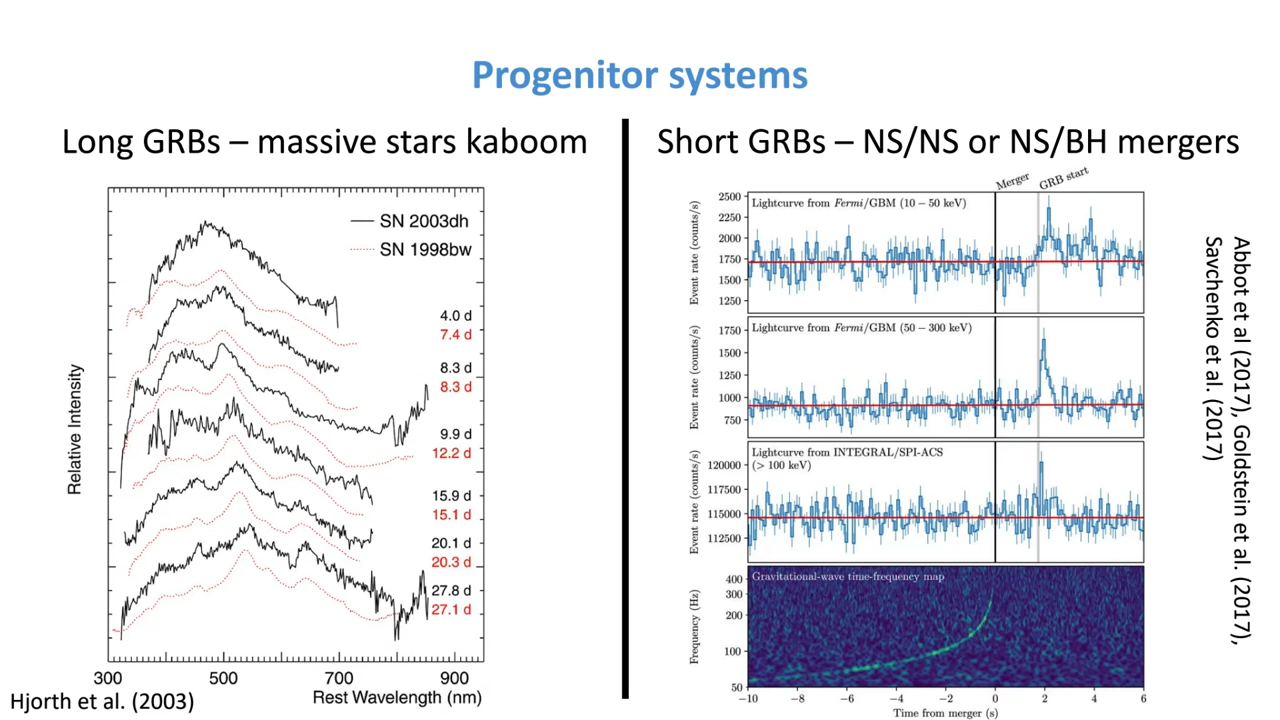 Progenitor systems
Long GRBs – massive stars kaboom
SN 2003dh
SN 1998bw
4.0 d
7.4 d
8.3 d
8.3 d
9.9 d
12.2 d
15.9 d
15.1 d
20.1 d
20.3 d
27.8 d
27.1 d
Relative Intensity
300 500 700 900
Rest Wavelength (nm)
Hjorth et al. (2003)
Short GRBs – NS/NS or NS/BH mergers
Merger
GRB start
Lightcurve from Fermi/GBM (10 − 50 keV)
Event rate (counts/s)
2500
2250
2000
1750
1500
1250
Lightcurve from Fermi/GBM (50 − 300 keV)
Event rate (counts/s)
1750
1500
1250
1000
750
Lightcurve from INTEGRAL/SPI-ACS
(> 100 keV)
Event rate (counts/s)
120000
117500
115000
112500
Gravitational-wave time-frequency map
Frequency (Hz)
400
300
200
100
50
−10 −8 −6 −4 −2 0 2 4 6
Time from merger (s)
Abbot et al (2017), Goldstein et al. (2017),
Savchenko et al. (2017)